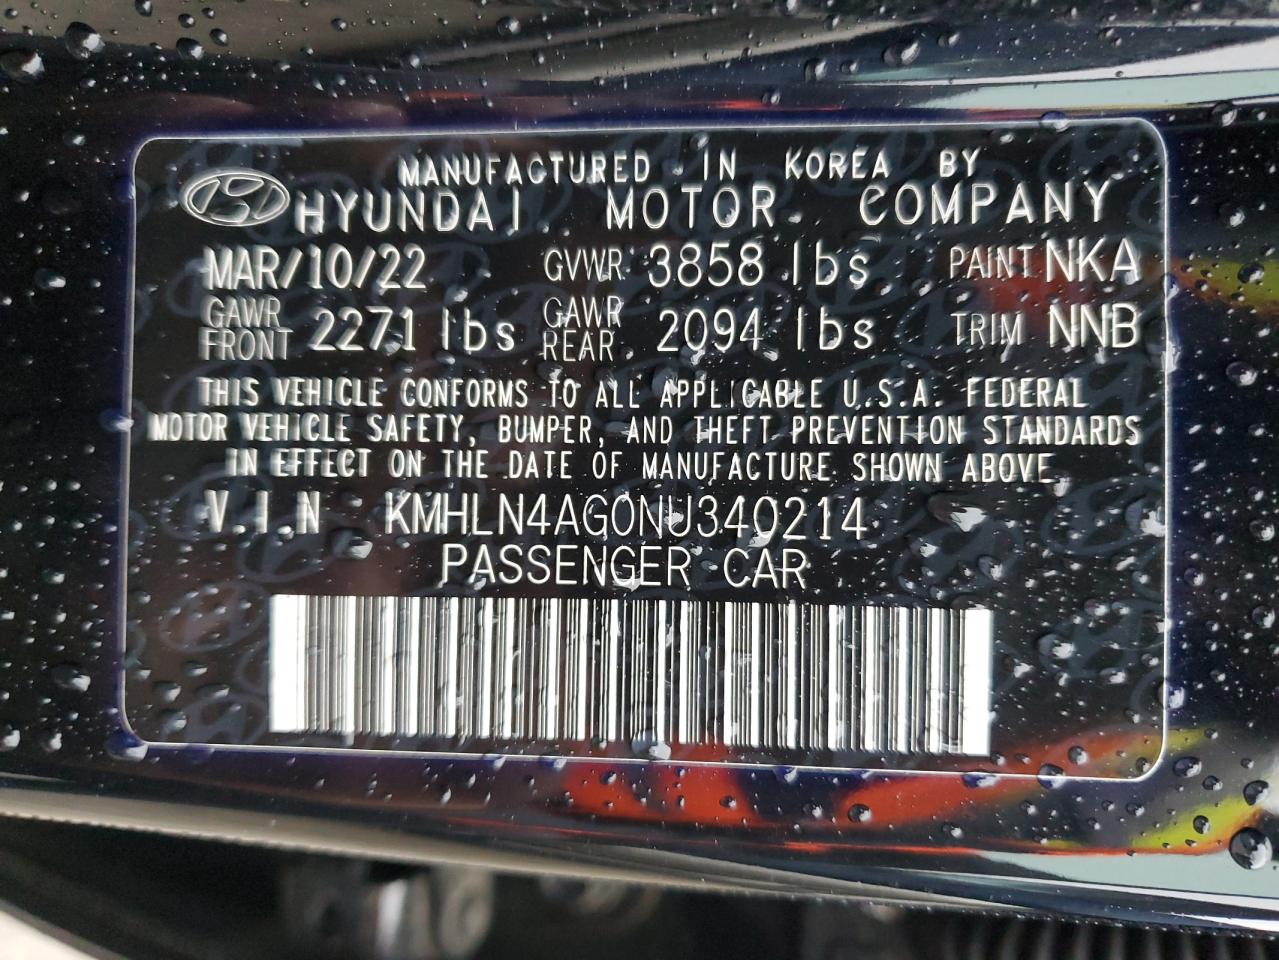 MANUFACTURED IN KOREA BY
HYUNDAI MOTOR COMPANY
MAR/10/22 GVWR 3858 lbs PAINT NKA
GAWR FRONT 2271 lbs GAWR REAR 2094 lbs TRIM NNB
THIS VEHICLE CONFORMS TO ALL APPLICABLE U.S.A. FEDERAL
MOTOR VEHICLE SAFETY, BUMPER, AND THEFT PREVENTION STANDARDS
IN EFFECT ON THE DATE OF MANUFACTURE SHOWN ABOVE
V.I.N KMHLN4AG0NU340214
PASSENGER CAR